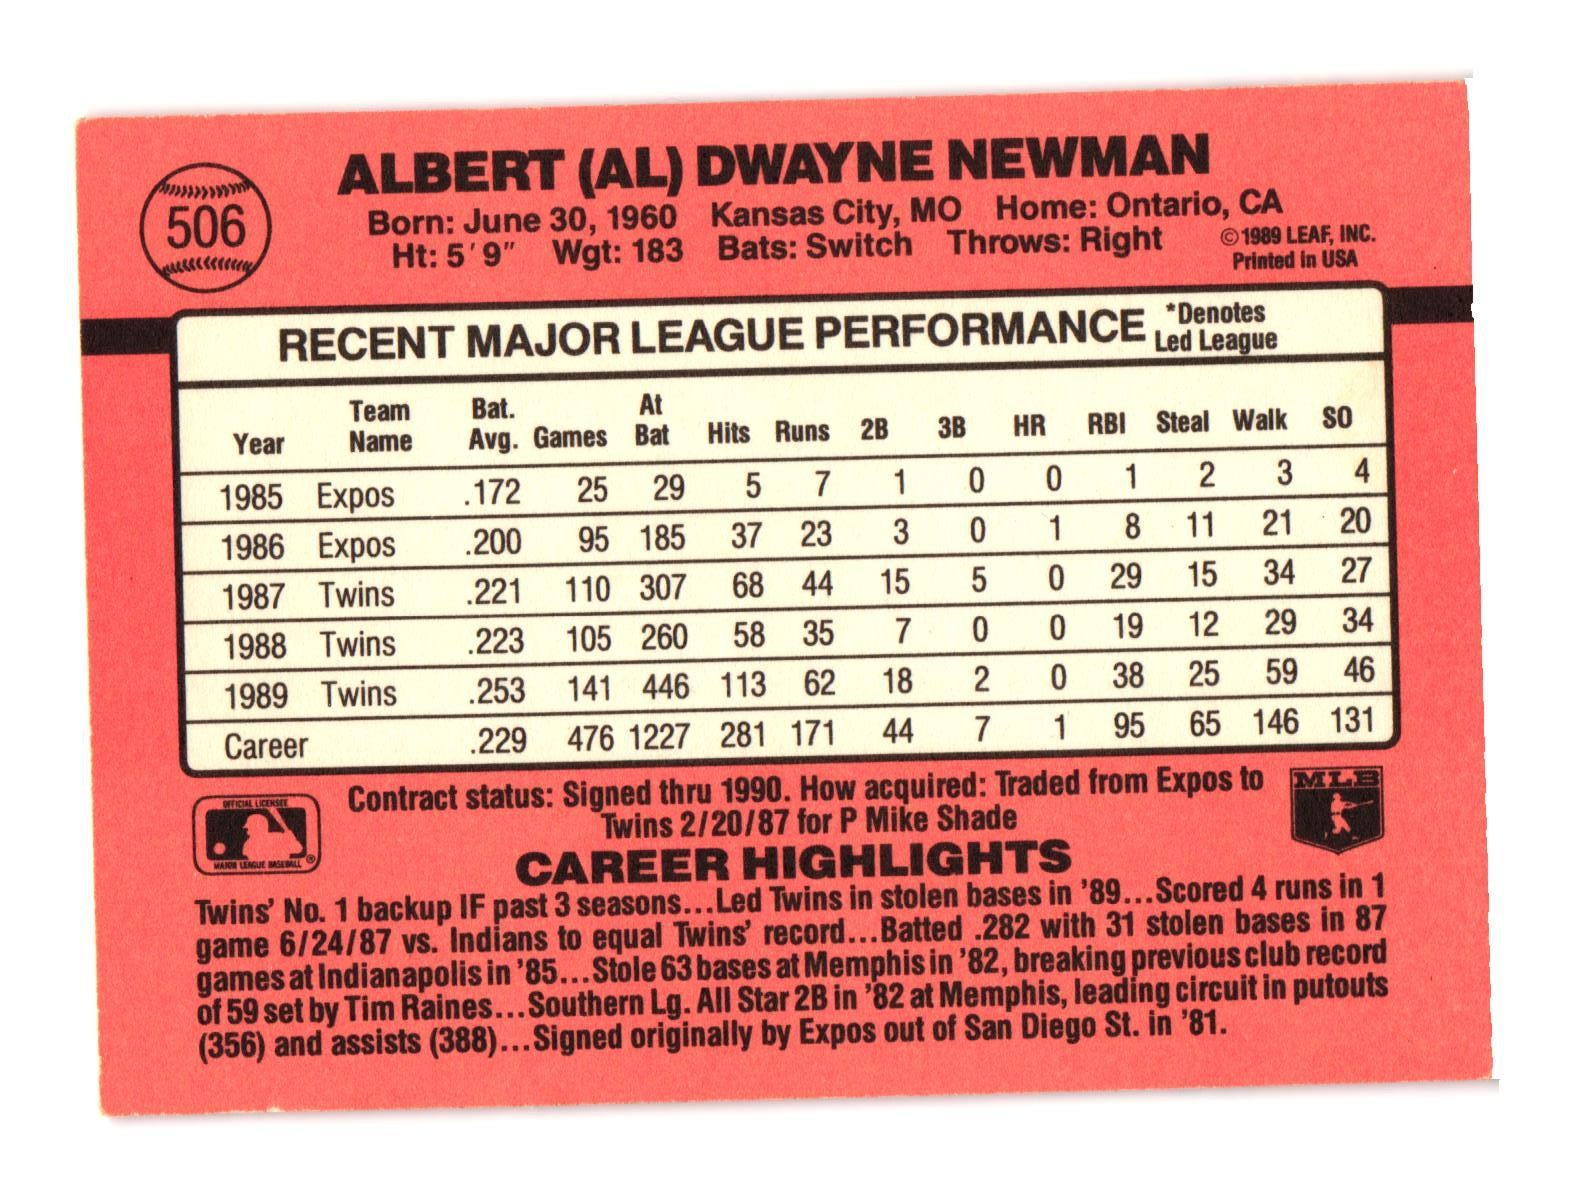 506
ALBERT (AL) DWAYNE NEWMAN
Born: June 30, 1960 Kansas City, MO Home: Ontario, CA
Ht: 5' 9" Wgt: 183 Bats: Switch Throws: Right
©1989 LEAF, INC.
Printed in USA
RECENT MAJOR LEAGUE PERFORMANCE *Denotes Led League
Year Team Name Bat. Avg. Games At Bat Hits Runs 2B 3B HR RBI Steal Walk SO
1985 Expos .172 25 29 5 7 1 0 0 1 2 3 4
1986 Expos .200 95 185 37 23 3 0 1 8 11 21 20
1987 Twins .221 110 307 68 44 15 5 0 29 15 34 27
1988 Twins .223 105 260 58 35 7 0 0 19 12 29 34
1989 Twins .253 141 446 113 62 18 2 0 38 25 59 46
Career .229 476 1227 281 171 44 7 1 95 65 146 131
OFFICIAL LICENSEE
MAJOR LEAGUE BASEBALL ®
Contract status: Signed thru 1990. How acquired: Traded from Expos to
Twins 2/20/87 for P Mike Shade
MLB
CAREER HIGHLIGHTS
Twins' No. 1 backup IF past 3 seasons...Led Twins in stolen bases in '89...Scored 4 runs in 1
game 6/24/87 vs. Indians to equal Twins' record...Batted .282 with 31 stolen bases in 87
games at Indianapolis in '85...Stole 63 bases at Memphis in '82, breaking previous club record
of 59 set by Tim Raines...Southern Lg. All Star 2B in '82 at Memphis, leading circuit in putouts
(356) and assists (388)...Signed originally by Expos out of San Diego St. in '81.